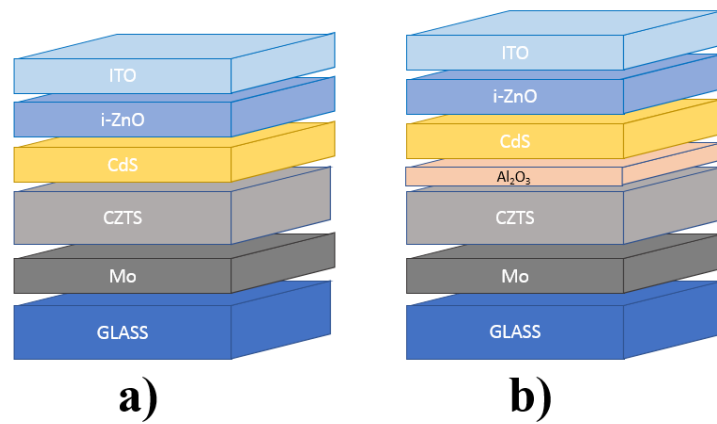 ITO
i-ZnO
CdS
CZTS
Mo
GLASS
a)
ITO
i-ZnO
CdS
Al₂O₃
CZTS
Mo
GLASS
b)